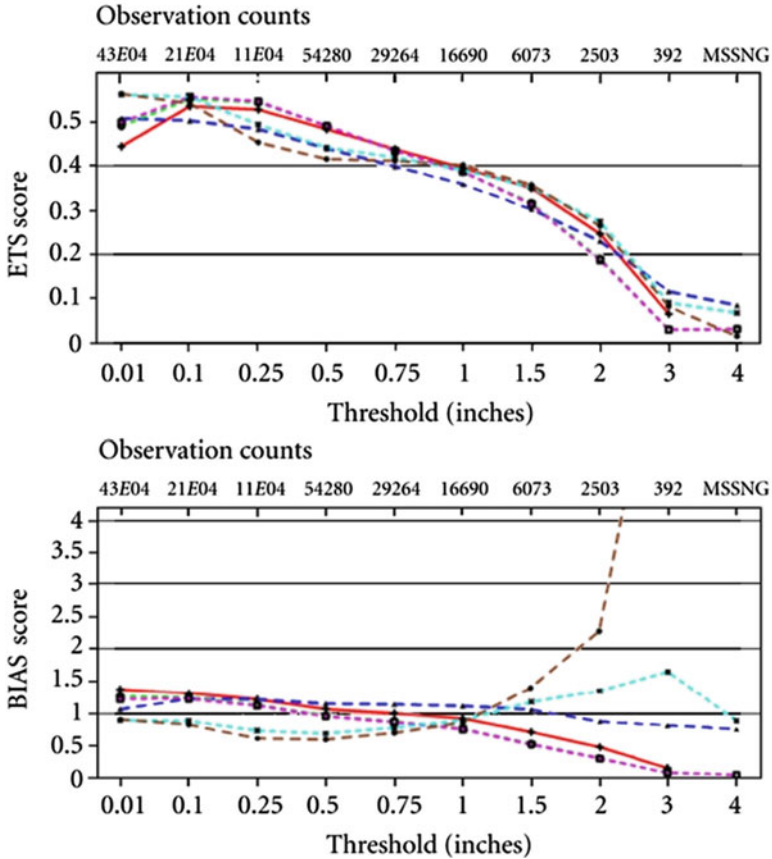 Observation counts
43E04 21E04 11E04 54280 29264 16690 6073 2503 392 MSSNG
0.5
0.4
0.3
0.2
0.1
0
ETS score
0.01 0.1 0.25 0.5 0.75 1 1.5 2 3 4
Threshold (inches)
Observation counts
43E04 21E04 11E04 54280 29264 16690 6073 2503 392 MSSNG
4
3.5
3
2.5
2
1.5
1
0.5
0
BIAS score
0.01 0.1 0.25 0.5 0.75 1 1.5 2 3 4
Threshold (inches)